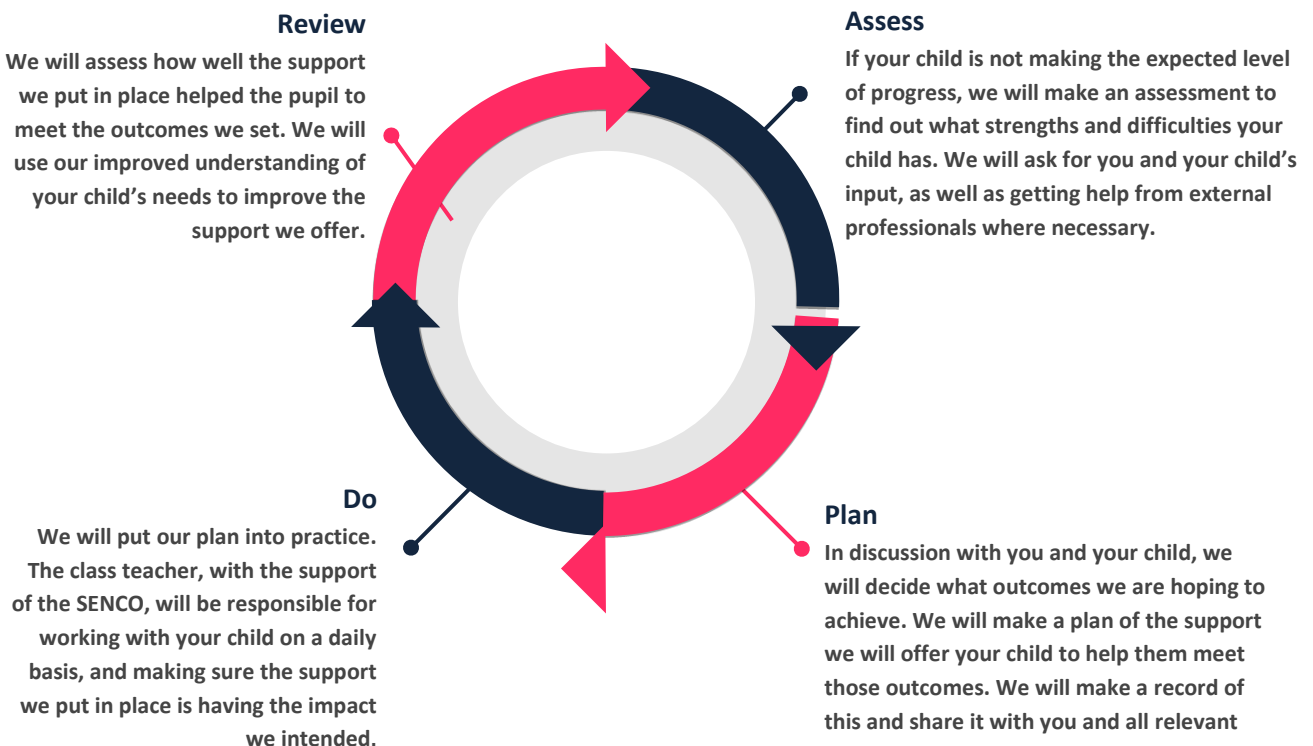 Review
We will assess how well the support
we put in place helped the pupil to
meet the outcomes we set. We will
use our improved understanding of
your child’s needs to improve the
support we offer.
Assess
If your child is not making the expected level
of progress, we will make an assessment to
find out what strengths and difficulties your
child has. We will ask for you and your child’s
input, as well as getting help from external
professionals where necessary.
Do
We will put our plan into practice.
The class teacher, with the support
of the SENCO, will be responsible for
working with your child on a daily
basis, and making sure the support
we put in place is having the impact
we intended.
Plan
In discussion with you and your child, we
will decide what outcomes we are hoping to
achieve. We will make a plan of the support
we will offer your child to help them meet
those outcomes. We will make a record of
this and share it with you and all relevant